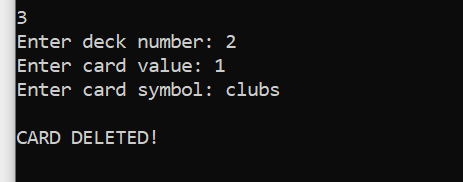 3
Enter deck number: 2
Enter card value: 1
Enter card symbol: clubs
CARD DELETED!